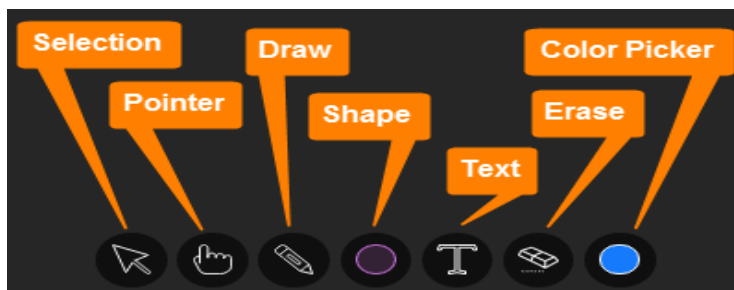 Selection
Draw
Color Picker
Pointer
Shape
Erase
Text
T